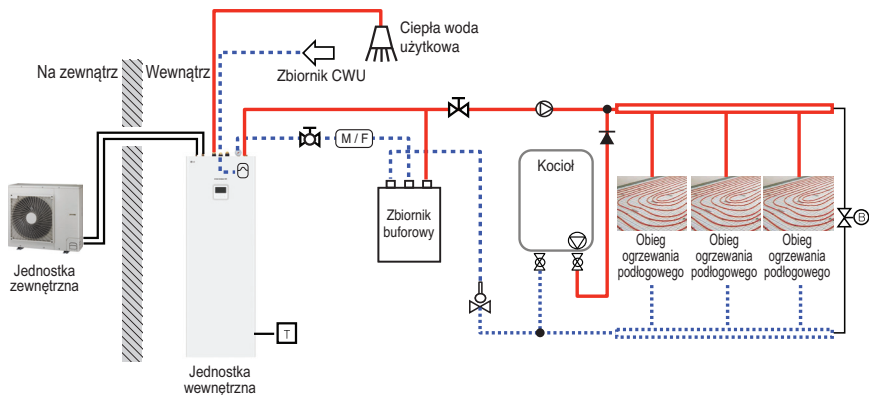 Ciepła woda
użytkowa
Na zewnątrz
Wewnątrz
Zbiornik CWU
M / F
Kocioł
Zbiornik
buforowy
B
Obieg
ogrzewania
podłogowego
Obieg
ogrzewania
podłogowego
Obieg
ogrzewania
podłogowego
Jednostka
zewnętrzna
T
Jednostka
wewnętrzna